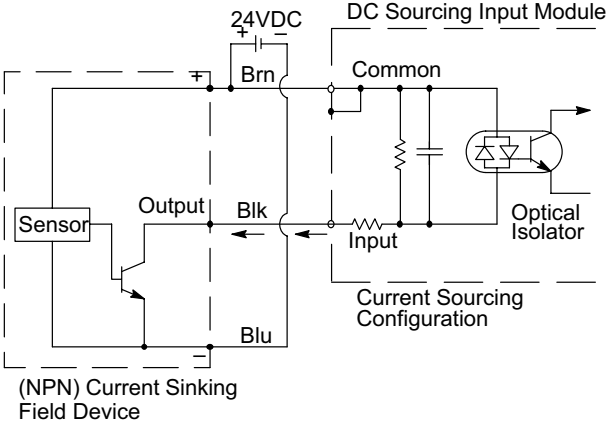 DC Sourcing Input Module
24VDC
+ –
+
Brn
Common
Output
Blk
Sensor
Input
Optical
Isolator
Current Sourcing
Configuration
Blu
–
(NPN) Current Sinking
Field Device